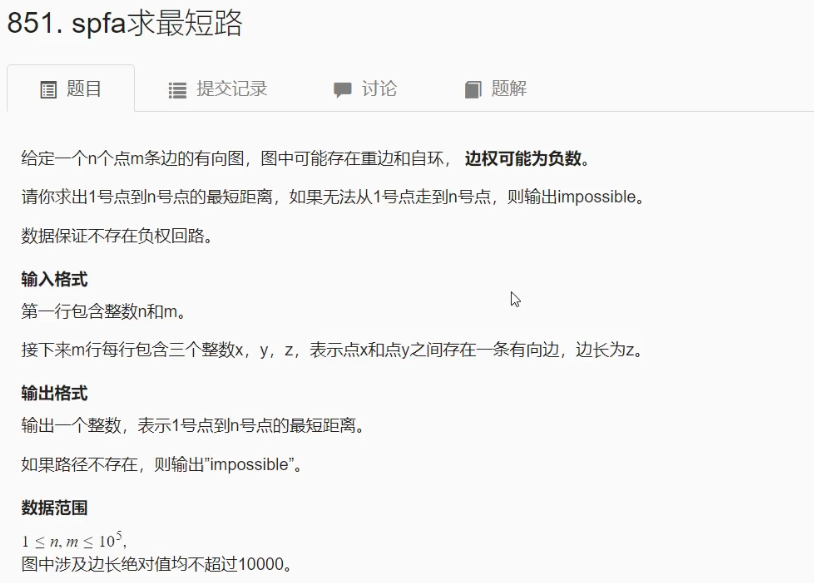 851. spfa求最短路
题目 提交记录 讨论 题解
给定一个n个点m条边的有向图，图中可能存在重边和自环， 边权可能为负数。
请你求出1号点到n号点的最短距离，如果无法从1号点走到n号点，则输出impossible。
数据保证不存在负权回路。
输入格式
第一行包含整数n和m。
接下来m行每行包含三个整数x，y，z，表示点x和点y之间存在一条有向边，边长为z。
输出格式
输出一个整数，表示1号点到n号点的最短距离。
如果路径不存在，则输出”impossible”。
数据范围
1 ≤ n, m ≤ 10⁵,
图中涉及边长绝对值均不超过10000。